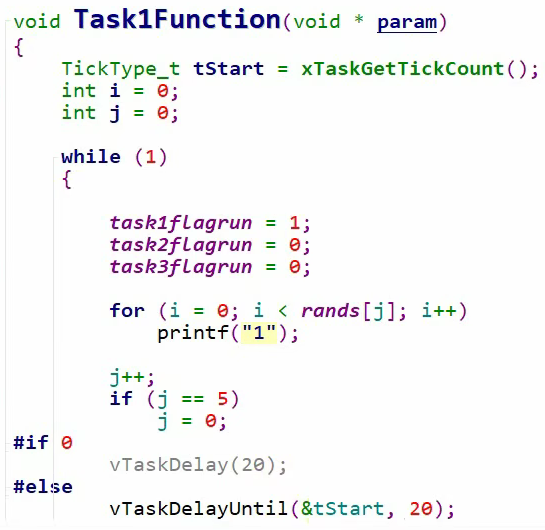 void Task1Function(void * param)
{
    TickType_t tStart = xTaskGetTickCount();
    int i = 0;
    int j = 0;
    while (1)
    {
        task1flagrun = 1;
        task2flagrun = 0;
        task3flagrun = 0;
        for (i = 0; i < rands[j]; i++)
            printf("1");
        j++;
        if (j == 5)
            j = 0;
#if 0
        vTaskDelay(20);
#else
        vTaskDelayUntil(&tStart, 20);